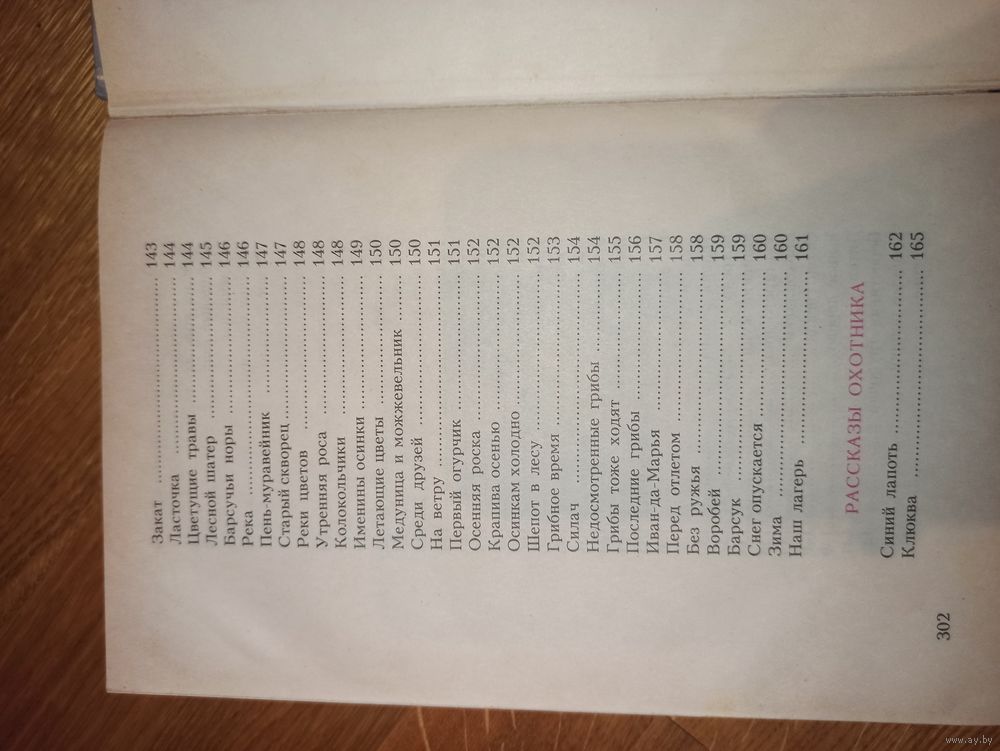 Закат ........................ 143
Ласточка ........................ 144
Цветущие травы ........................ 144
Лесной шатер ........................ 145
Барсучьи норы ........................ 146
Река ........................ 146
Пень-муравейник ........................ 147
Старый скворец ........................ 147
Реки цветов ........................ 148
Утренняя роса ........................ 148
Колокольчики ........................ 148
Именины осинки ........................ 149
Летающие цветы ........................ 150
Медуница и можжевельник ........................ 150
Среди друзей ........................ 150
На ветру ........................ 151
Первый огурчик ........................ 151
Осенняя роска ........................ 152
Крапива осенью ........................ 152
Осинкам холодно ........................ 152
Шепот в лесу ........................ 152
Грибное время ........................ 153
Силач ........................ 154
Недосмотренные грибы ........................ 154
Грибы тоже ходят ........................ 155
Последние грибы ........................ 156
Иван-да-Марья ........................ 157
Перед отлетом ........................ 158
Без ружья ........................ 158
Воробей ........................ 159
Барсук ........................ 159
Снег опускается ........................ 160
Зима ........................ 160
Наш лагерь ........................ 161
РАССКАЗЫ ОХОТНИКА
Синий лапоть ........................ 162
Клюква ........................ 165
302
www.ay.by